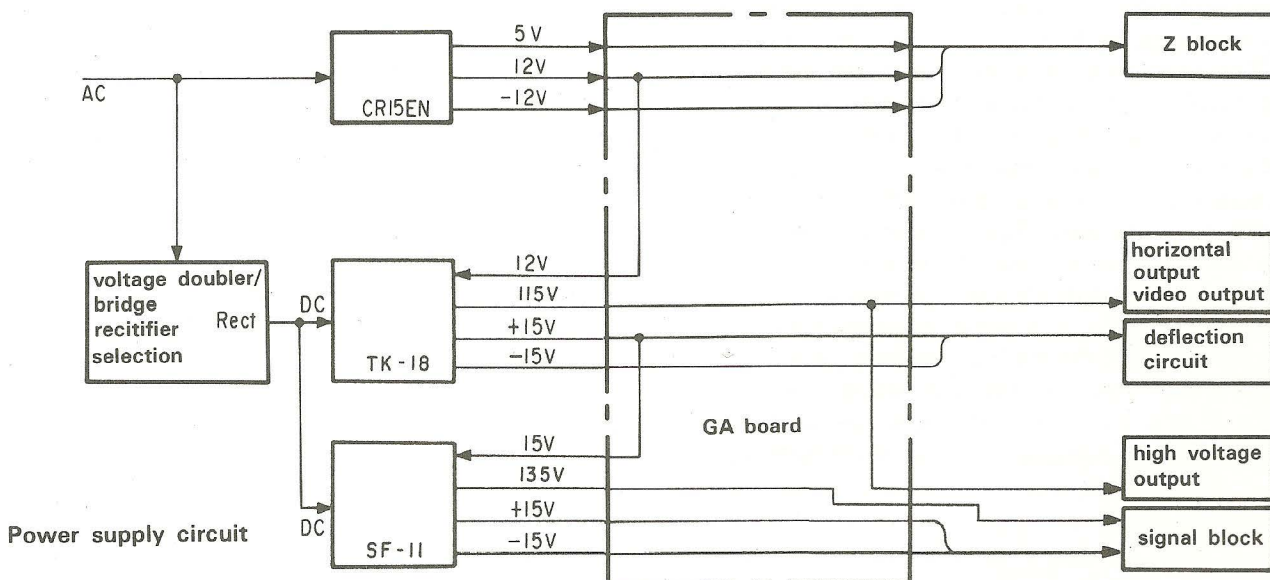 5V
AC
12V
CR15EN
-12V
Z block
voltage doubler/
bridge
recitifier
selection
Rect
DC
12V
115V
+15V
-15V
TK-18
horizontal
output
video output
deflection
circuit
GA board
15V
135V
+15V
-15V
DC
SF-11
high voltage
output
signal block
Power supply circuit